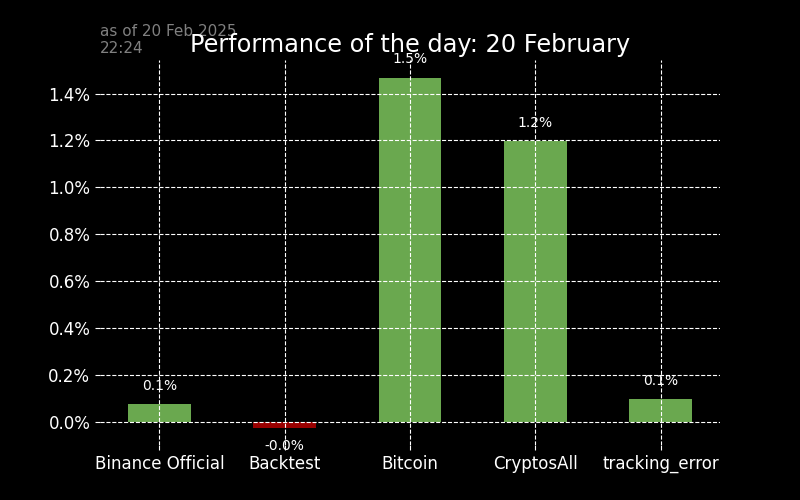 as of 20 Feb 2025
22:24
Performance of the day: 20 February
1.5%
1.4%
1.2%
1.2%
1.0%
0.8%
0.6%
0.4%
0.2%
0.0%
0.1%
-0.0%
0.1%
Binance Official
Backtest
Bitcoin
CryptosAll
tracking_error